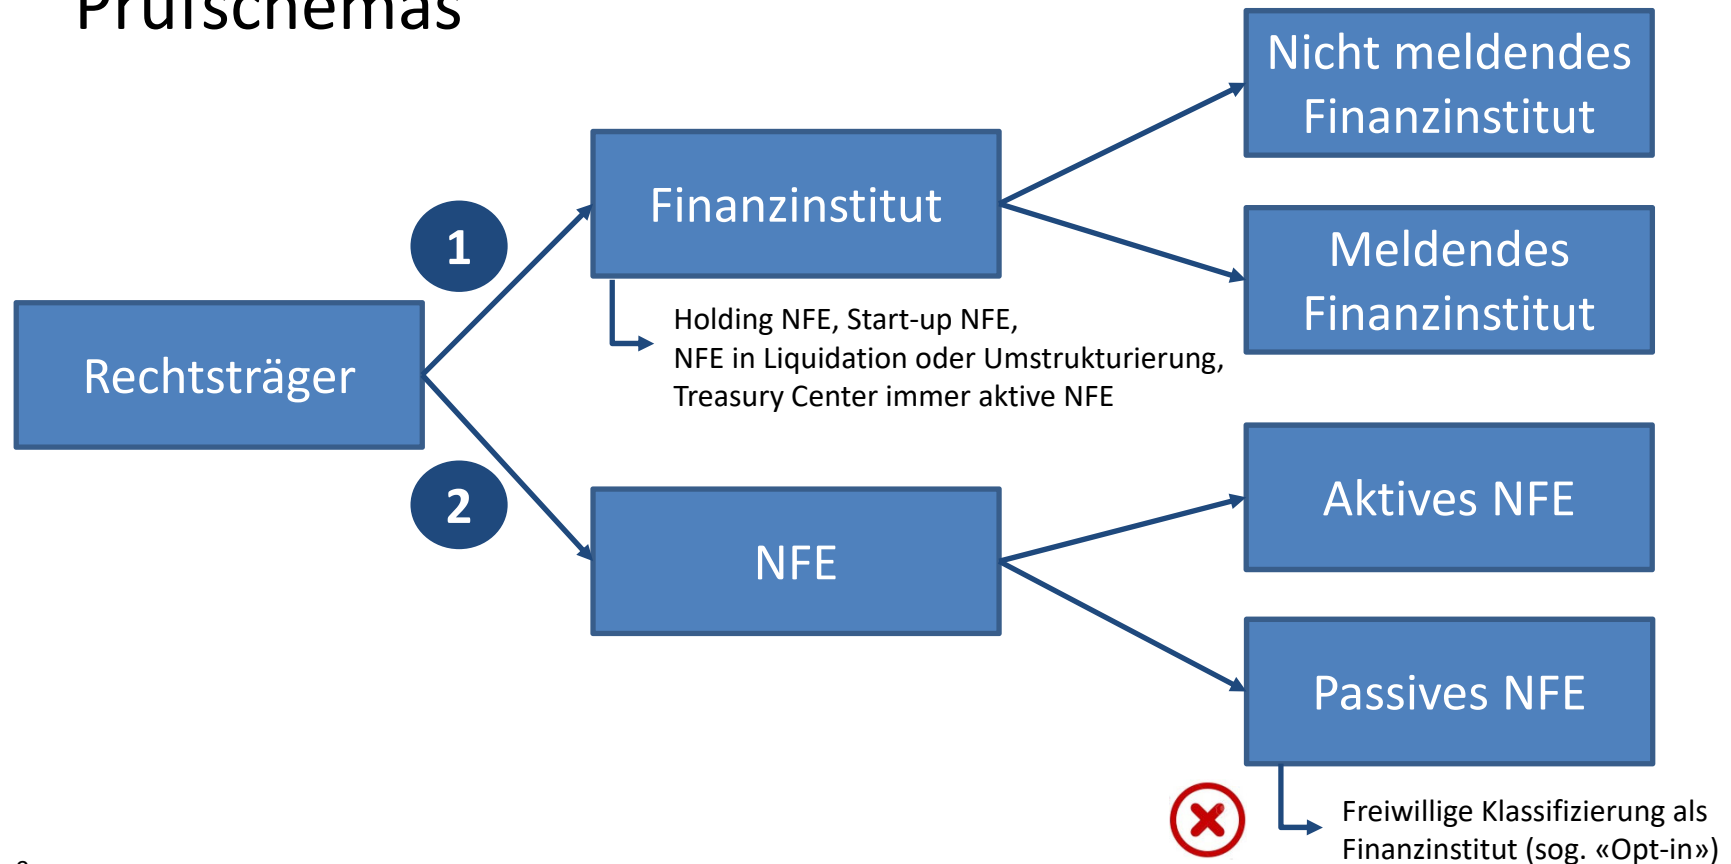 Prüfschemas
Nicht meldendes
Finanzinstitut
Finanzinstitut
1
Meldendes
Finanzinstitut
Holding NFE, Start-up NFE,
NFE in Liquidation oder Umstrukturierung,
Treasury Center immer aktive NFE
Rechtsträger
2
Aktives NFE
NFE
Passives NFE
Freiwillige Klassifizierung als
Finanzinstitut (sog. «Opt-in»)